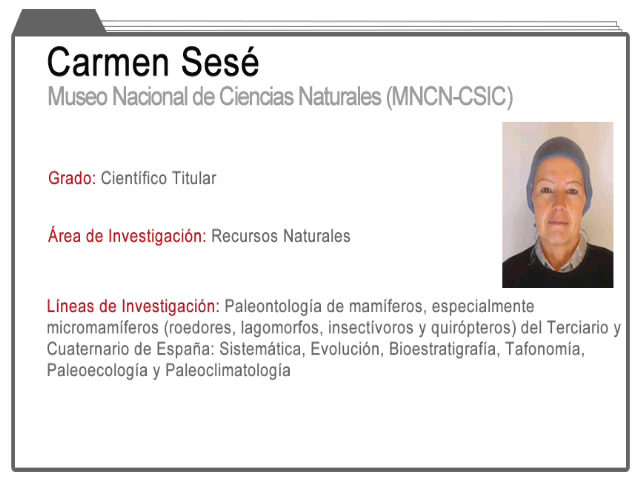 Carmen Sesé
Museo Nacional de Ciencias Naturales (MNCN-CSIC)
Grado: Científico Titular
Área de Investigación: Recursos Naturales
Líneas de Investigación: Paleontología de mamíferos, especialmente
micromamíferos (roedores, lagomorfos, insectívoros y quirópteros) del Terciario y
Cuaternario de España: Sistemática, Evolución, Bioestratigrafía, Tafonomía,
Paleoecología y Paleoclimatología